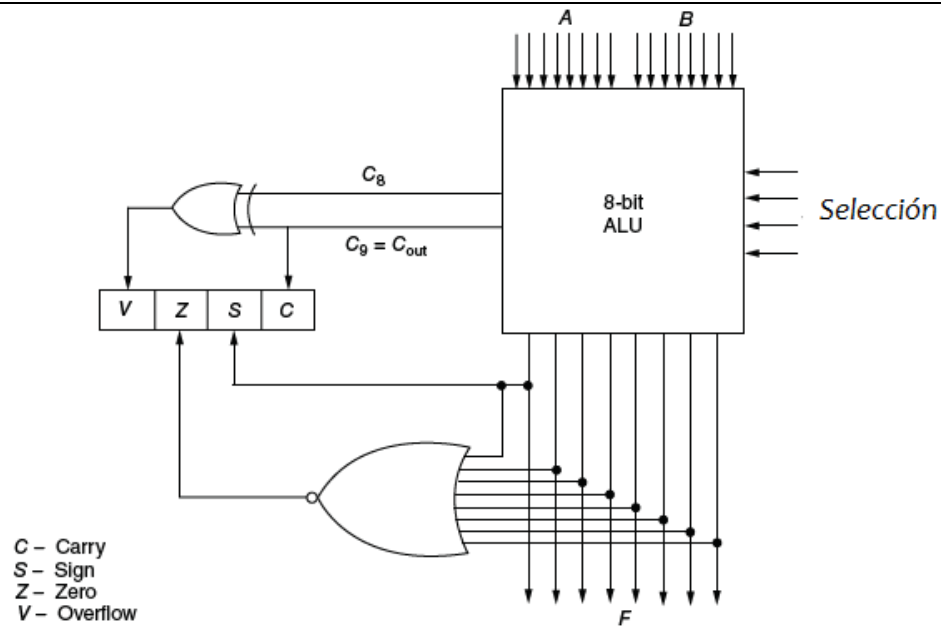 A
B
C8
8-bit
ALU
Selección
C9 = Cout
V Z S C
C – Carry
S – Sign
Z – Zero
V – Overflow
F